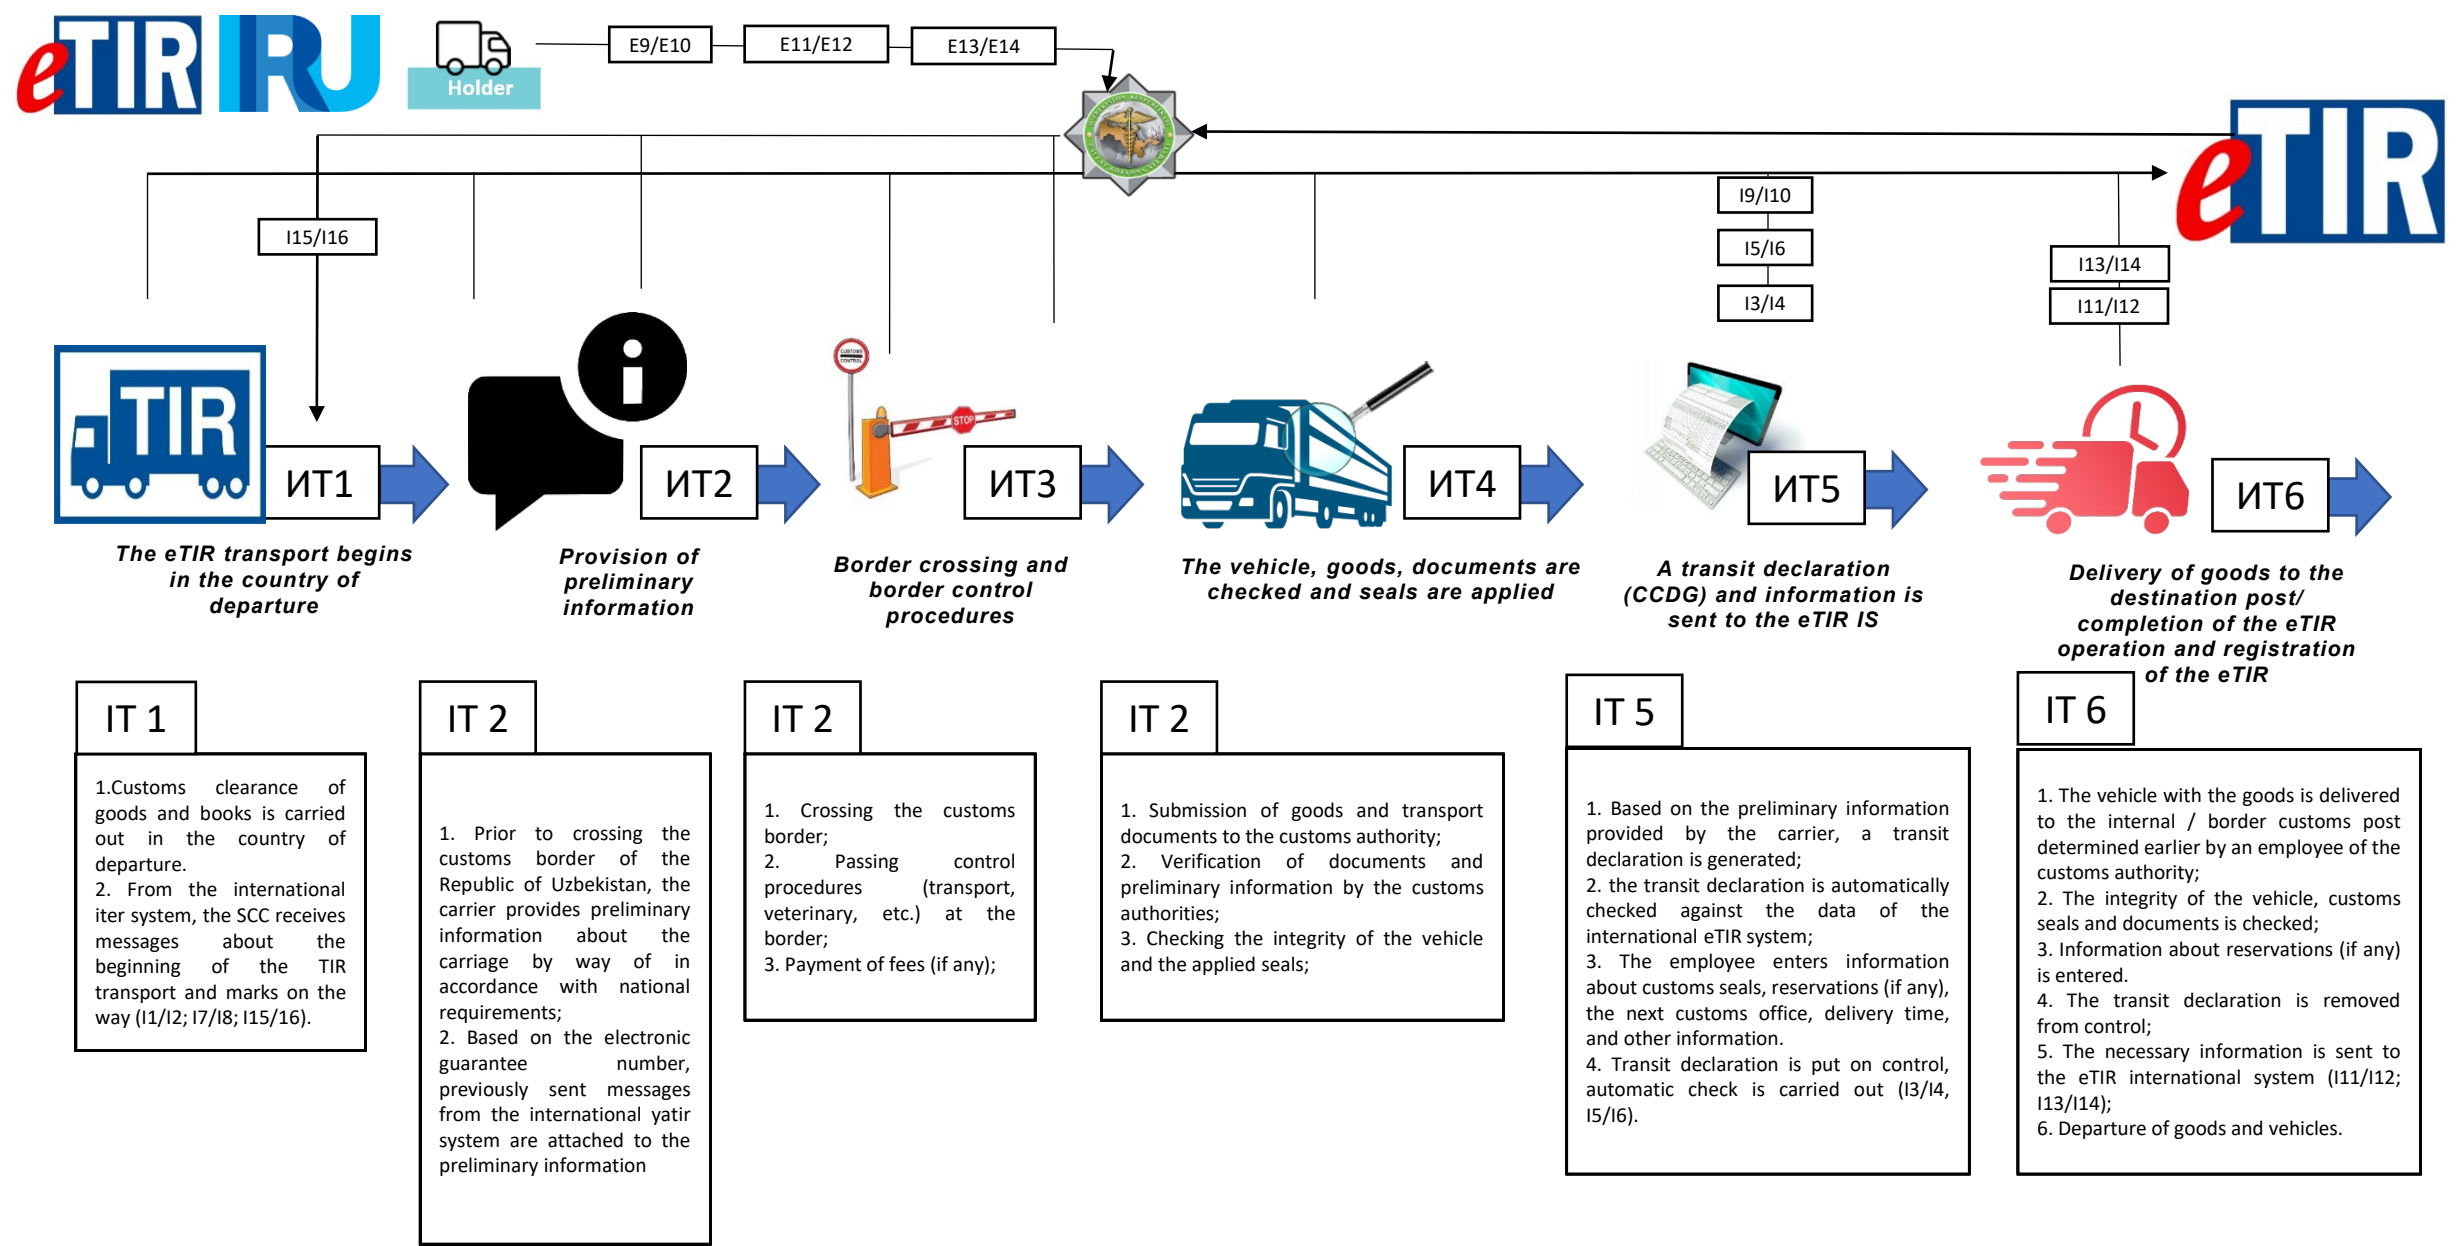 eTIR
IRU
Holder
E9/E10
E11/E12
E13/E14
eTIR
I15/I16
I9/I10
I5/I6
I3/I4
I13/I14
I11/I12
TIR
CUSTOMS
CONTROL
STOP
ИТ1
ИТ2
ИТ3
ИТ4
ИТ5
ИТ6
The eTIR transport begins
in the country of
departure
Provision of
preliminary
information
Border crossing and
border control
procedures
The vehicle, goods, documents are
checked and seals are applied
A transit declaration
(CCDG) and information is
sent to the eTIR IS
Delivery of goods to the
destination post/
completion of the eTIR
operation and registration
of the eTIR
IT 1
1.Customs clearance of
goods and books is carried
out in the country of
departure.
2. From the international
iter system, the SCC receives
messages about the
beginning of the TIR
transport and marks on the
way (I1/I2; I7/I8; I15/16).
IT 2
1. Prior to crossing the
customs border of the
Republic of Uzbekistan, the
carrier provides preliminary
information about the
carriage by way of in
accordance with national
requirements;
2. Based on the electronic
guarantee number,
previously sent messages
from the international yatir
system are attached to the
preliminary information
IT 2
1. Crossing the customs
border;
2. Passing control
procedures (transport,
veterinary, etc.) at the
border;
3. Payment of fees (if any);
IT 2
1. Submission of goods and transport
documents to the customs authority;
2. Verification of documents and
preliminary information by the customs
authorities;
3. Checking the integrity of the vehicle
and the applied seals;
IT 5
1. Based on the preliminary information
provided by the carrier, a transit
declaration is generated;
2. the transit declaration is automatically
checked against the data of the
international eTIR system;
3. The employee enters information
about customs seals, reservations (if any),
the next customs office, delivery time,
and other information.
4. Transit declaration is put on control,
automatic check is carried out (I3/I4,
I5/I6).
IT 6
1. The vehicle with the goods is delivered
to the internal / border customs post
determined earlier by an employee of the
customs authority;
2. The integrity of the vehicle, customs
seals and documents is checked;
3. Information about reservations (if any)
is entered.
4. The transit declaration is removed
from control;
5. The necessary information is sent to
the eTIR international system (I11/I12;
I13/I14);
6. Departure of goods and vehicles.